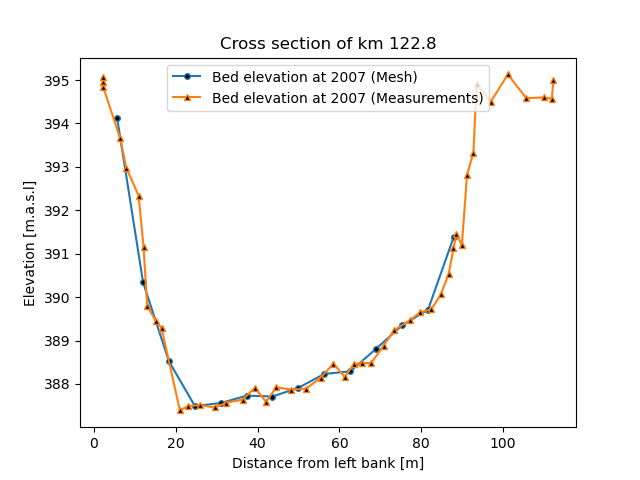 Cross section of km 122.8
Bed elevation at 2007 (Mesh)
Bed elevation at 2007 (Measurements)
Elevation [m.a.s.l]
395
394
393
392
391
390
389
388
0 20 40 60 80 100
Distance from left bank [m]